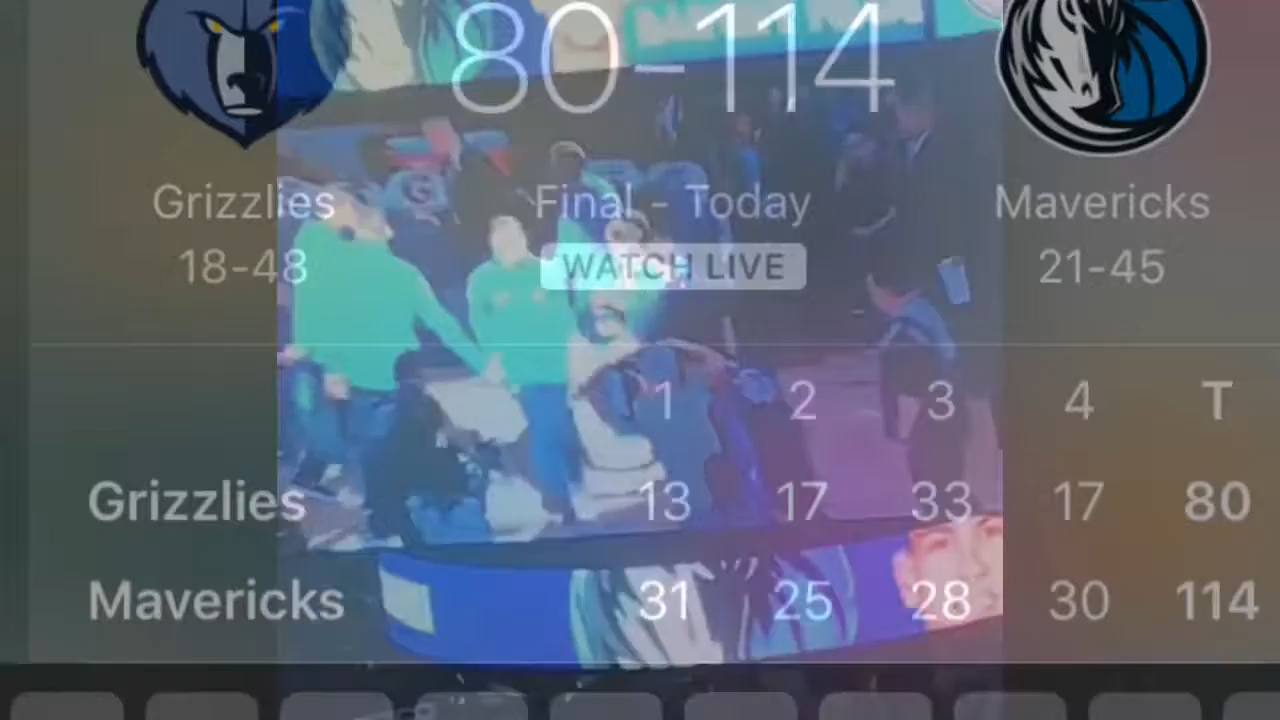 80-114
Grizzlies Final - Today Mavericks
18-48 WATCH LIVE 21-45
1 2 3 4 T
Grizzlies 13 17 33 17 80
Mavericks 31 25 28 30 114